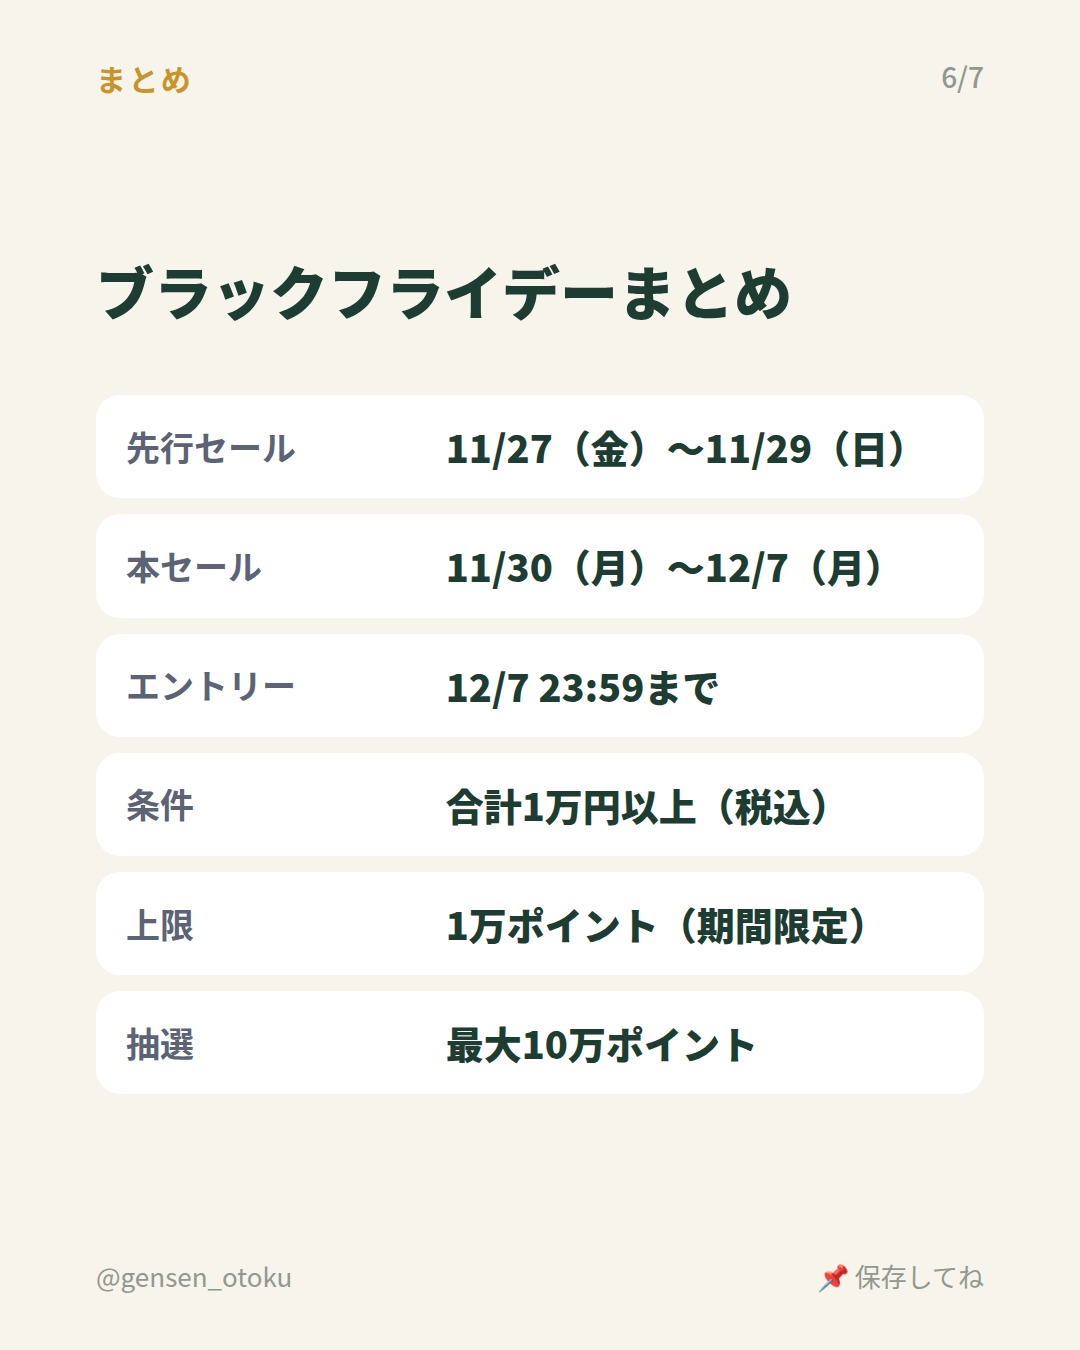 まとめ
6/7
ブラックフライデーまとめ
先行セール 11/27（金）〜11/29（日）
本セール 11/30（月）〜12/7（月）
エントリー 12/7 23:59まで
条件 合計1万円以上（税込）
上限 1万ポイント（期間限定）
抽選 最大10万ポイント
@gensen_otoku
📌 保存してね